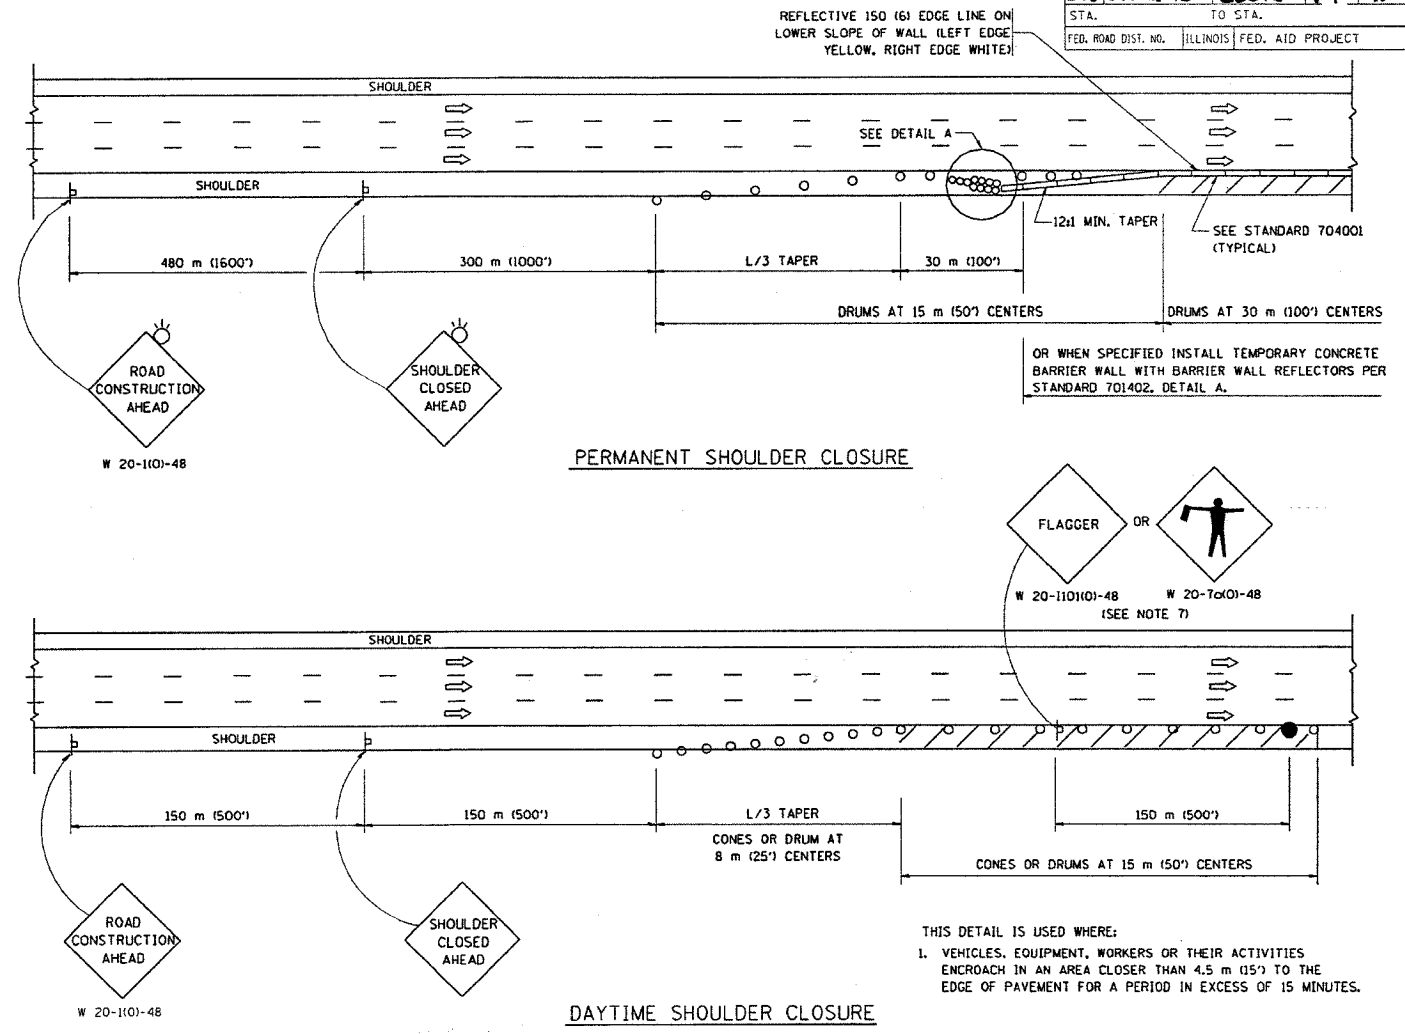 STA. TO STA.
FED. ROAD DIST. NO. ILLINOIS FED. AID PROJECT
REFLECTIVE 150 (6) EDGE LINE ON
LOWER SLOPE OF WALL (LEFT EDGE
YELLOW, RIGHT EDGE WHITE)
SHOULDER
SEE DETAIL A
SHOULDER
12:1 MIN. TAPER
SEE STANDARD 704001
(TYPICAL)
480 m (1600')
300 m (1000')
L/3 TAPER
30 m (100')
DRUMS AT 15 m (50') CENTERS
DRUMS AT 30 m (100') CENTERS
OR WHEN SPECIFIED INSTALL TEMPORARY CONCRETE
BARRIER WALL WITH BARRIER WALL REFLECTORS PER
STANDARD 701402, DETAIL A.
ROAD
CONSTRUCTION
AHEAD
W 20-1(O)-48
SHOULDER
CLOSED
AHEAD
PERMANENT SHOULDER CLOSURE
FLAGGER
OR
W 20-1101(O)-48
W 20-7a(O)-48
(SEE NOTE 7)
SHOULDER
SHOULDER
150 m (500')
150 m (500')
L/3 TAPER
150 m (500')
CONES OR DRUM AT
8 m (25') CENTERS
CONES OR DRUMS AT 15 m (50') CENTERS
ROAD
CONSTRUCTION
AHEAD
W 20-1(O)-48
SHOULDER
CLOSED
AHEAD
THIS DETAIL IS USED WHERE:
1. VEHICLES, EQUIPMENT, WORKERS OR THEIR ACTIVITIES
ENCROACH IN AN AREA CLOSER THAN 4.5 m (15') TO THE
EDGE OF PAVEMENT FOR A PERIOD IN EXCESS OF 15 MINUTES.
DAYTIME SHOULDER CLOSURE